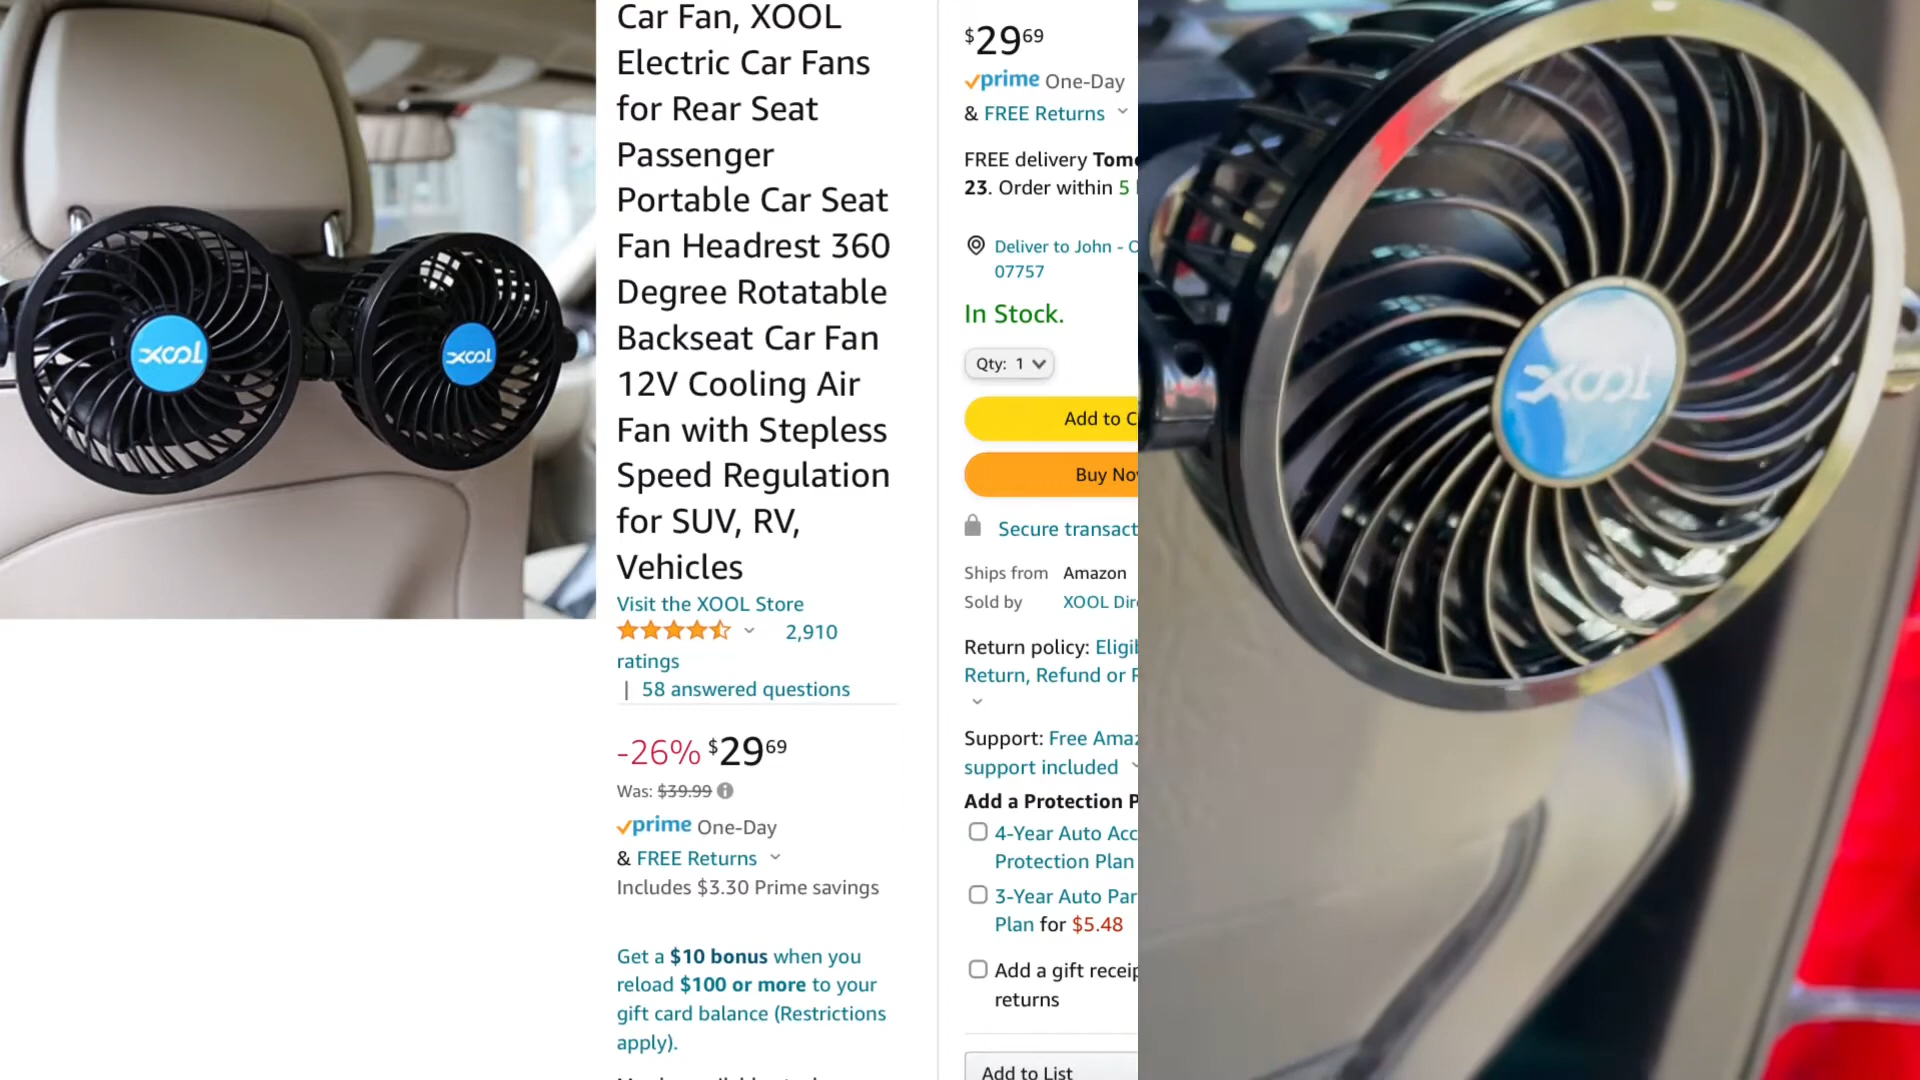 XOOL
XOOL
Car Fan, XOOL
Electric Car Fans
for Rear Seat
Passenger
Portable Car Seat
Fan Headrest 360
Degree Rotatable
Backseat Car Fan
12V Cooling Air
Fan with Stepless
Speed Regulation
for SUV, RV,
Vehicles
Visit the XOOL Store
2,910
ratings
| 58 answered questions
-26% $29 69
Was: $39.99
prime One-Day
& FREE Returns
Includes $3.30 Prime savings
Get a $10 bonus when you
reload $100 or more to your
gift card balance (Restrictions
apply).
$29 69
prime One-Day
& FREE Returns
FREE delivery
23. Order within 5
Deliver to John -
07757
In Stock.
Qty: 1
Add to
Buy
Secure
Ships from Amazon
Sold by XOOL
Return policy:
Return, Refund or
Support: Free
support included
Add a Protection
4-Year Auto
Protection Plan
3-Year Auto
Plan for $5.48
Add a gift
returns
Add to List
XOOL